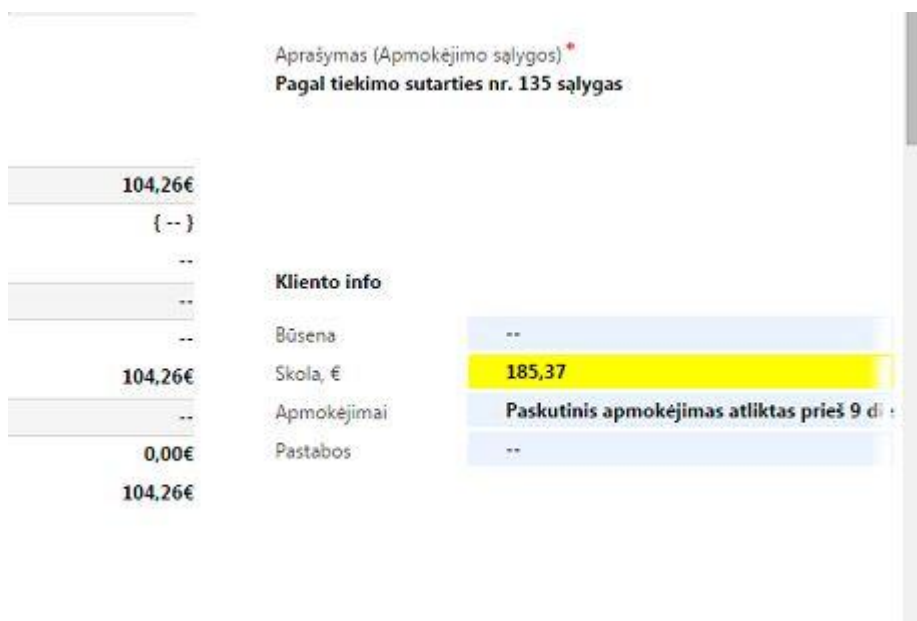 Aprašymas (Apmokėjimo sąlygos) *
Pagal tiekimo sutarties nr. 135 sąlygas
104,26€
{ -- }
--
--
--
104,26€
--
0,00€
104,26€
Kliento info
Būsena --
Skola, € 185,37
Apmokėjimai Paskutinis apmokėjimas atliktas prieš 9
Pastabos --